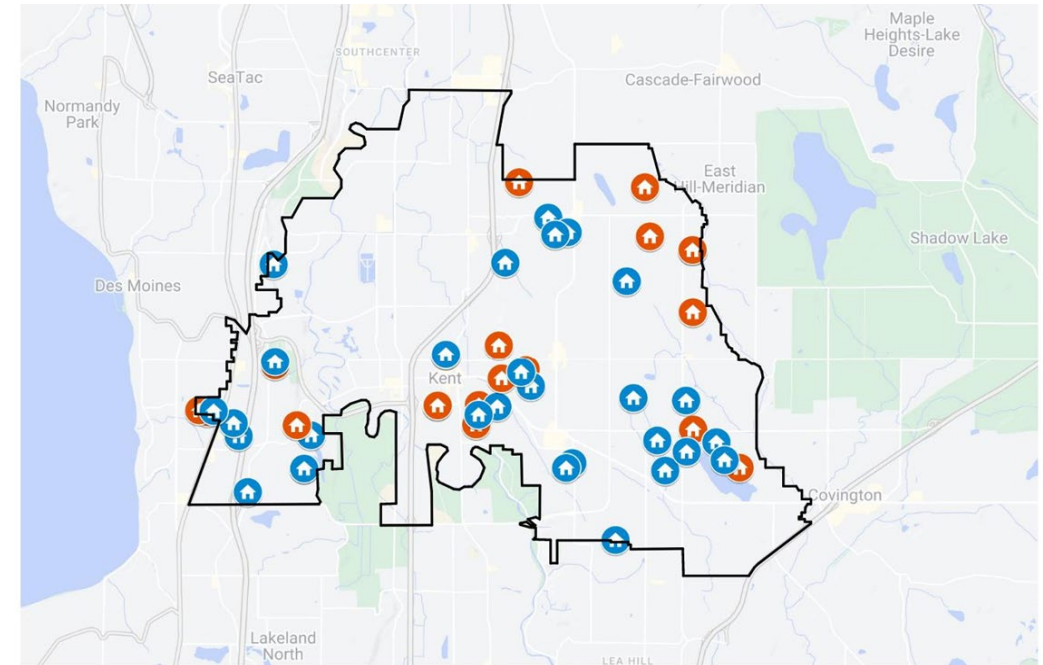 Maple
Heights-Lake
Desire
SOUTHCENTER
SeaTac
Cascade-Fairwood
Normandy
Park
East
Hill-Meridian
Shadow Lake
Des Moines
Kent
Covington
Lakeland
North
LEA HILL